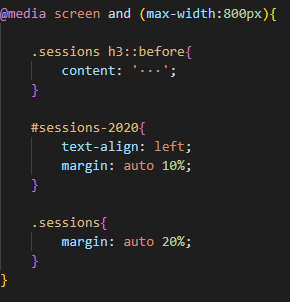 @media screen and (max-width:800px){
.sessions h3::before{
content: '···';
}
#sessions-2020{
text-align: left;
margin: auto 10%;
}
.sessions{
margin: auto 20%;
}
}